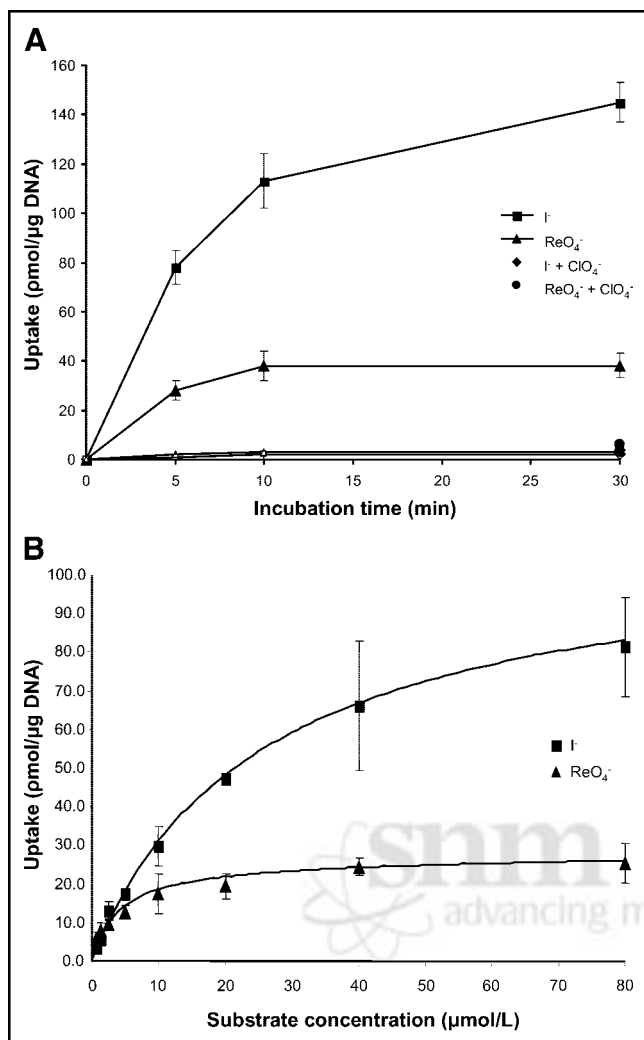 A
160
140
120
100
80
60
40
20
0
Uptake (pmol/µg DNA)
I⁻
ReO₄⁻
I⁻ + ClO₄⁻
ReO₄⁻ + ClO₄⁻
0 5 10 15 20 25 30
Incubation time (min)
B
100.0
90.0
80.0
70.0
60.0
50.0
40.0
30.0
20.0
10.0
0.0
Uptake (pmol/µg DNA)
I⁻
ReO₄⁻
snm
advancing m
0 10 20 30 40 50 60 70 80
Substrate concentration (µmol/L)